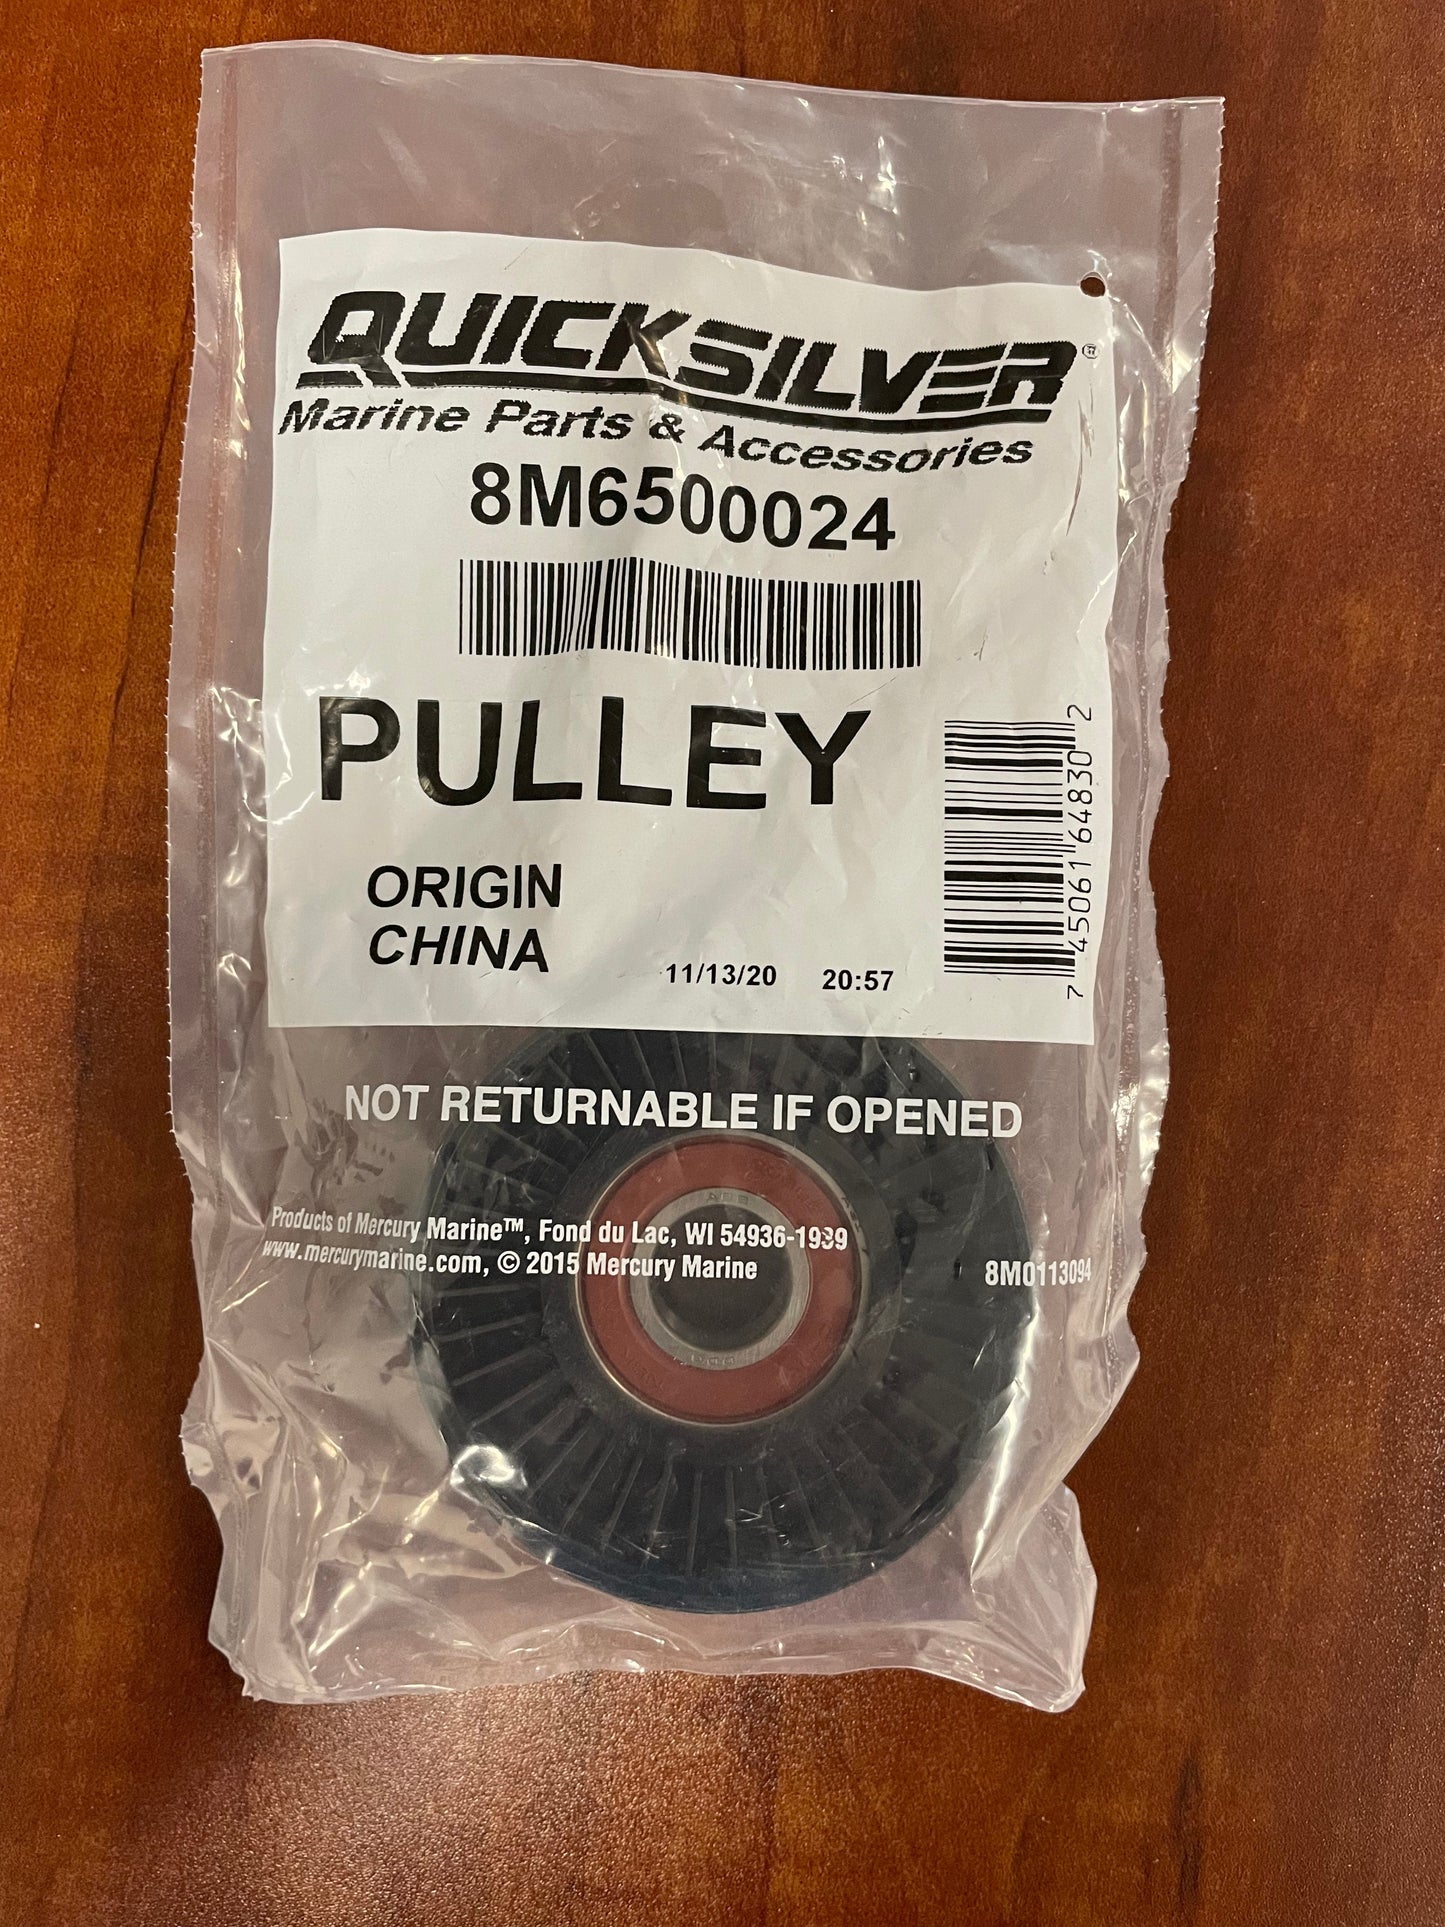 QUICKSILVER®
Marine Parts & Accessories
8M6500024
PULLEY
7 45061 64830 2
ORIGIN
CHINA
11/13/20 20:57
NOT RETURNABLE IF OPENED
Products of Mercury Marine™, Fond du Lac, WI 54936-1939
www.mercurymarine.com, © 2015 Mercury Marine
8M0113094